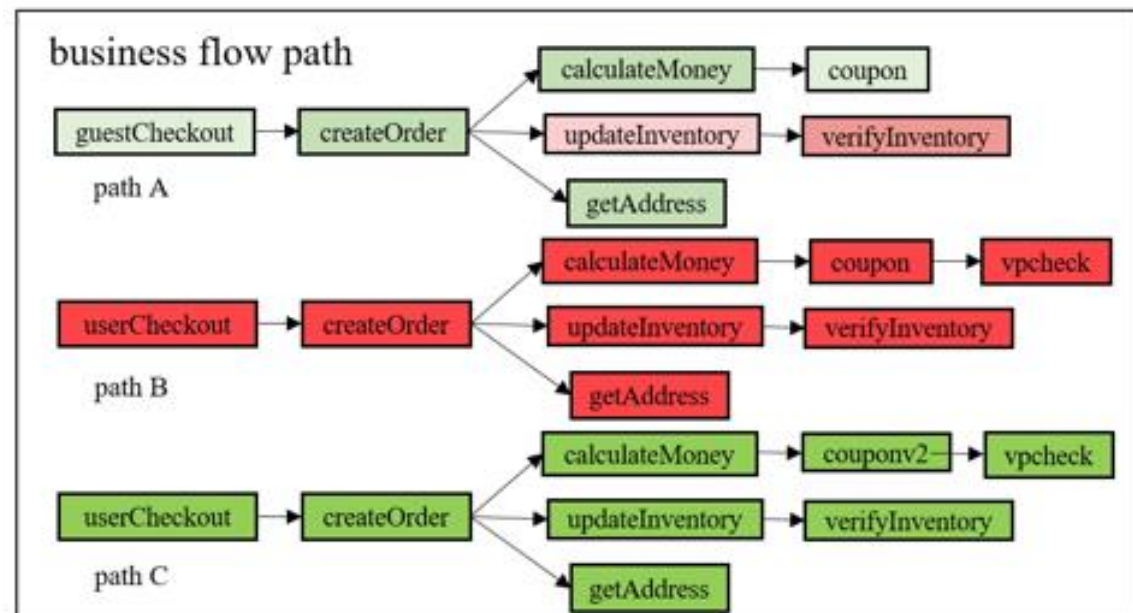 business flow path
calculateMoney
coupon
guestCheckout
createOrder
updateInventory
verifyInventory
path A
getAddress
calculateMoney
coupon
vpcheck
userCheckout
createOrder
updateInventory
verifyInventory
path B
getAddress
calculateMoney
couponv2
vpcheck
userCheckout
createOrder
updateInventory
verifyInventory
path C
getAddress